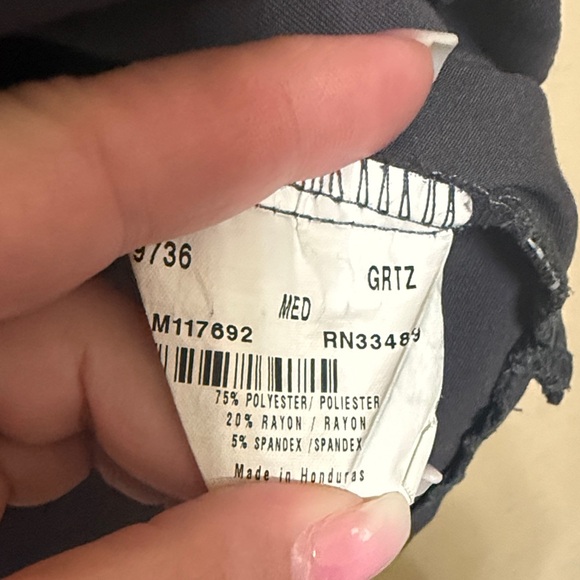 9736 GRTZ
MED
M117692 RN33489
75% POLYESTER/ POLIESTER
20% RAYON / RAYON
5% SPANDEX /SPANDEX
Made in Honduras